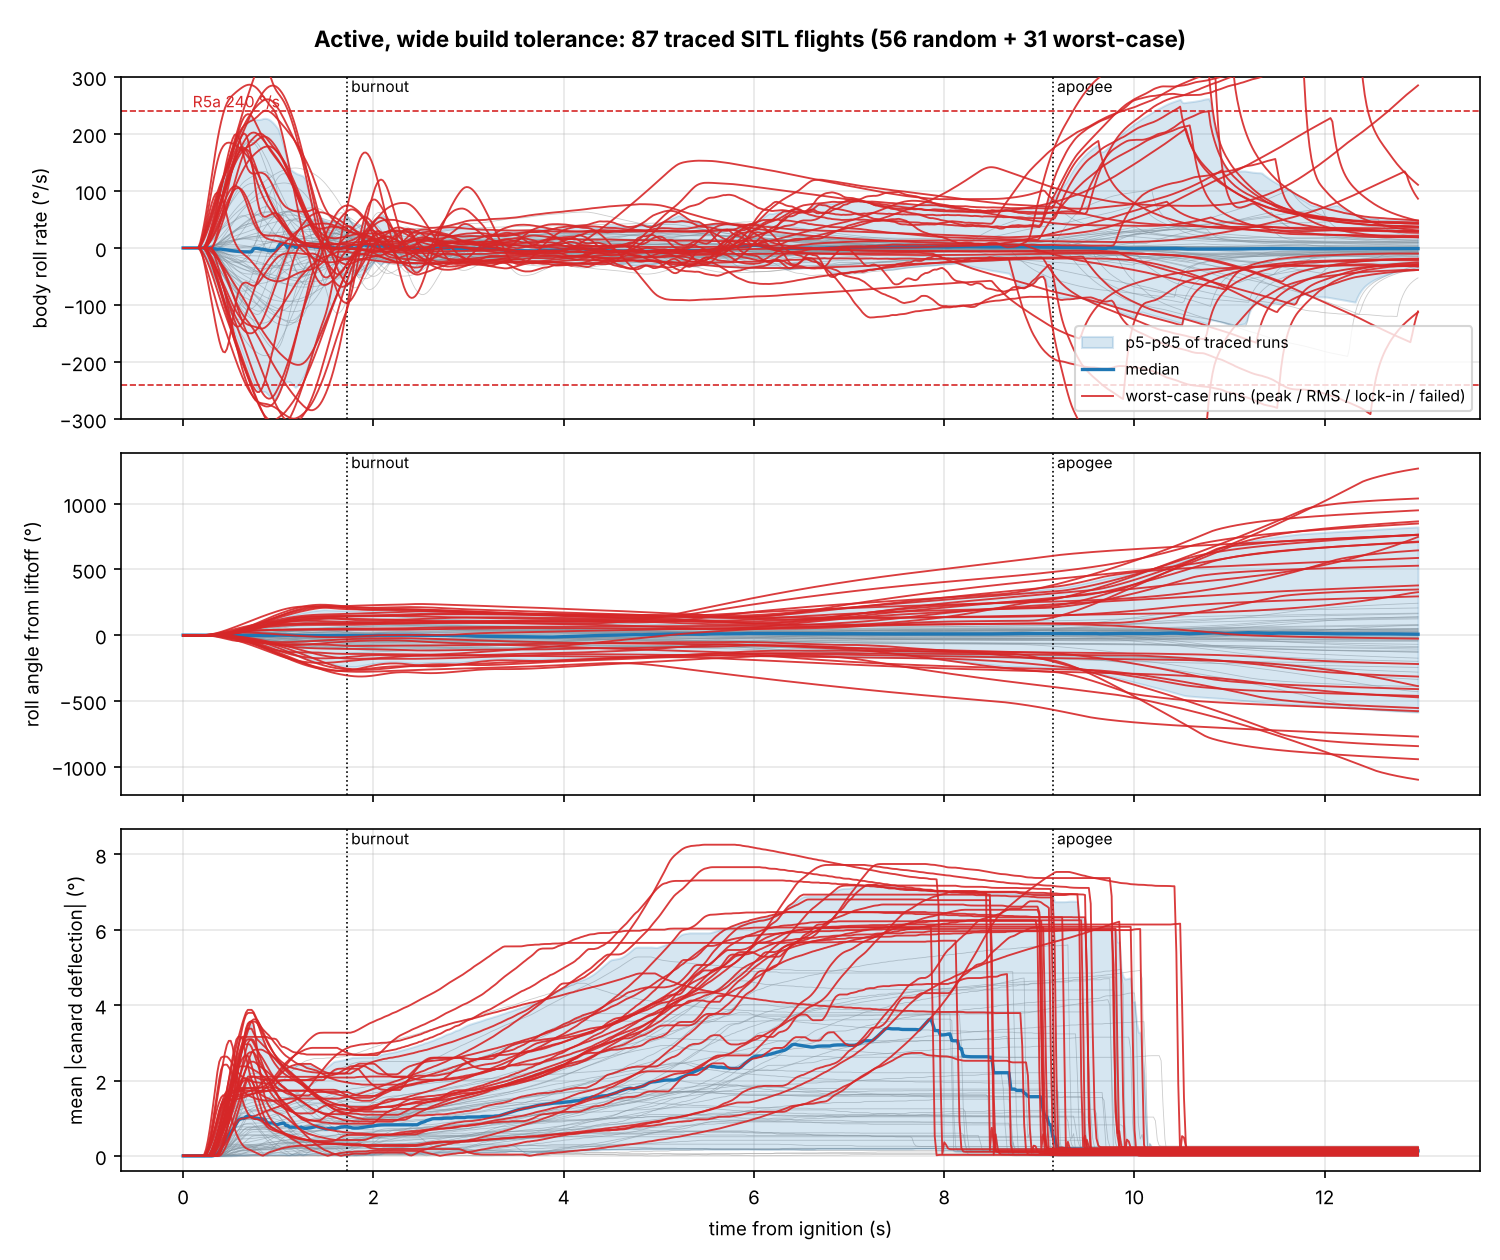 Active, wide build tolerance: 87 traced SITL flights (56 random + 31 worst-case)
body roll rate (°/s)
300
200
100
0
−100
−200
−300
R5a 240 °/s
burnout
apogee
p5-p95 of traced runs
median
worst-case runs (peak / RMS / lock-in / failed)
roll angle from liftoff (°)
1000
500
0
−500
−1000
burnout
apogee
mean |canard deflection| (°)
8
6
4
2
0
burnout
apogee
0 2 4 6 8 10 12
time from ignition (s)